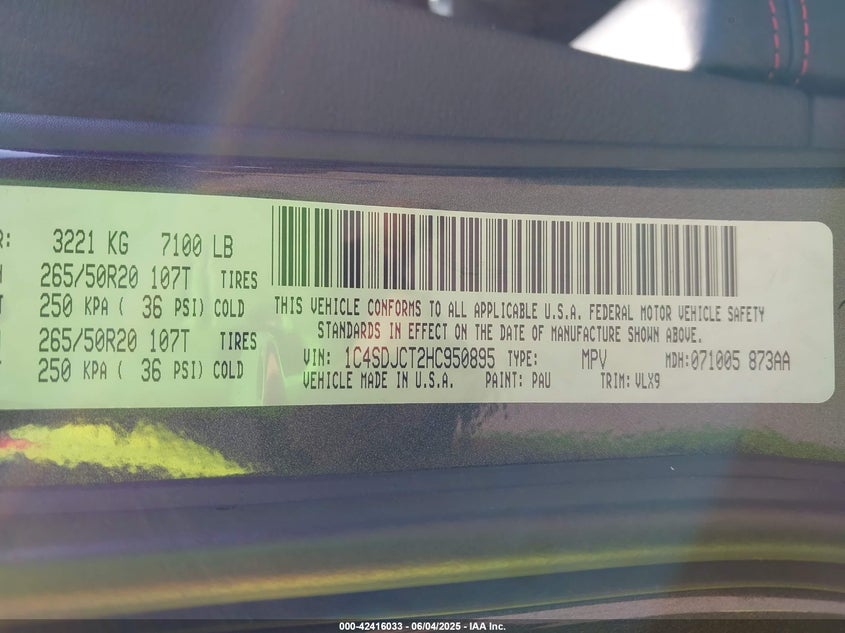 R: 3221 KG 7100 LB
265/50R20 107T TIRES
250 KPA ( 36 PSI) COLD
265/50R20 107T TIRES
250 KPA ( 36 PSI) COLD
THIS VEHICLE CONFORMS TO ALL APPLICABLE U.S.A. FEDERAL MOTOR VEHICLE SAFETY
STANDARDS IN EFFECT ON THE DATE OF MANUFACTURE SHOWN ABOVE.
VIN: 1C4SDJCT2HC950895 TYPE: MPV MDH:071005 873AA
VEHICLE MADE IN U.S.A. PAINT: PAU TRIM: VLX9
000-42416033 - 06/04/2025 - IAA Inc.